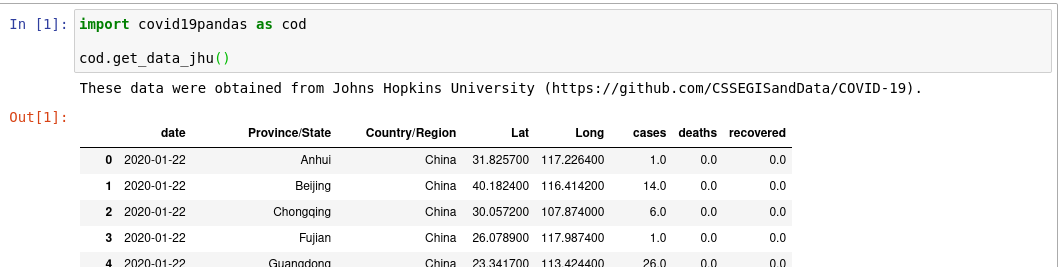 In [1]: import covid19pandas as cod
cod.get_data_jhu()
These data were obtained from Johns Hopkins University (https://github.com/CSSEGISandData/COVID-19).
Out[1]:
date Province/State Country/Region Lat Long cases deaths recovered
0 2020-01-22 Anhui China 31.825700 117.226400 1.0 0.0 0.0
1 2020-01-22 Beijing China 40.182400 116.414200 14.0 0.0 0.0
2 2020-01-22 Chongqing China 30.057200 107.874000 6.0 0.0 0.0
3 2020-01-22 Fujian China 26.078900 117.987400 1.0 0.0 0.0
4 2020-01-22 Guangdong China 23.341700 113.424400 26.0 0.0 0.0